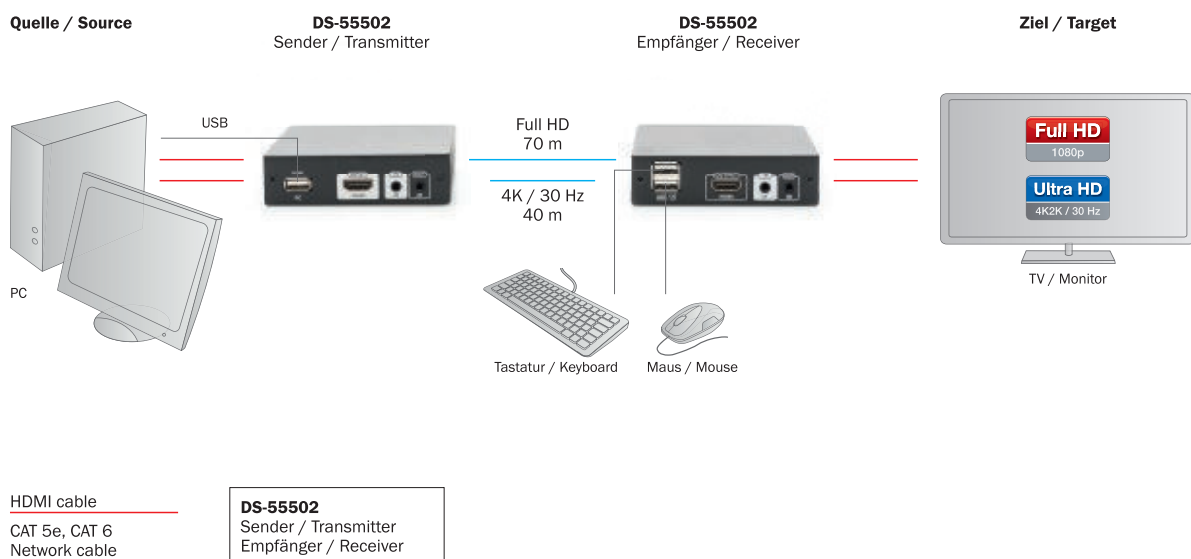 Quelle / Source
DS-55502
Sender / Transmitter
DS-55502
Empfänger / Receiver
Ziel / Target
USB
Full HD
70 m
4K / 30 Hz
40 m
Full HD
1080p
Ultra HD
4K2K / 30 Hz
PC
TV / Monitor
Tastatur / Keyboard
Maus / Mouse
HDMI cable
CAT 5e, CAT 6
Network cable
DS-55502
Sender / Transmitter
Empfänger / Receiver